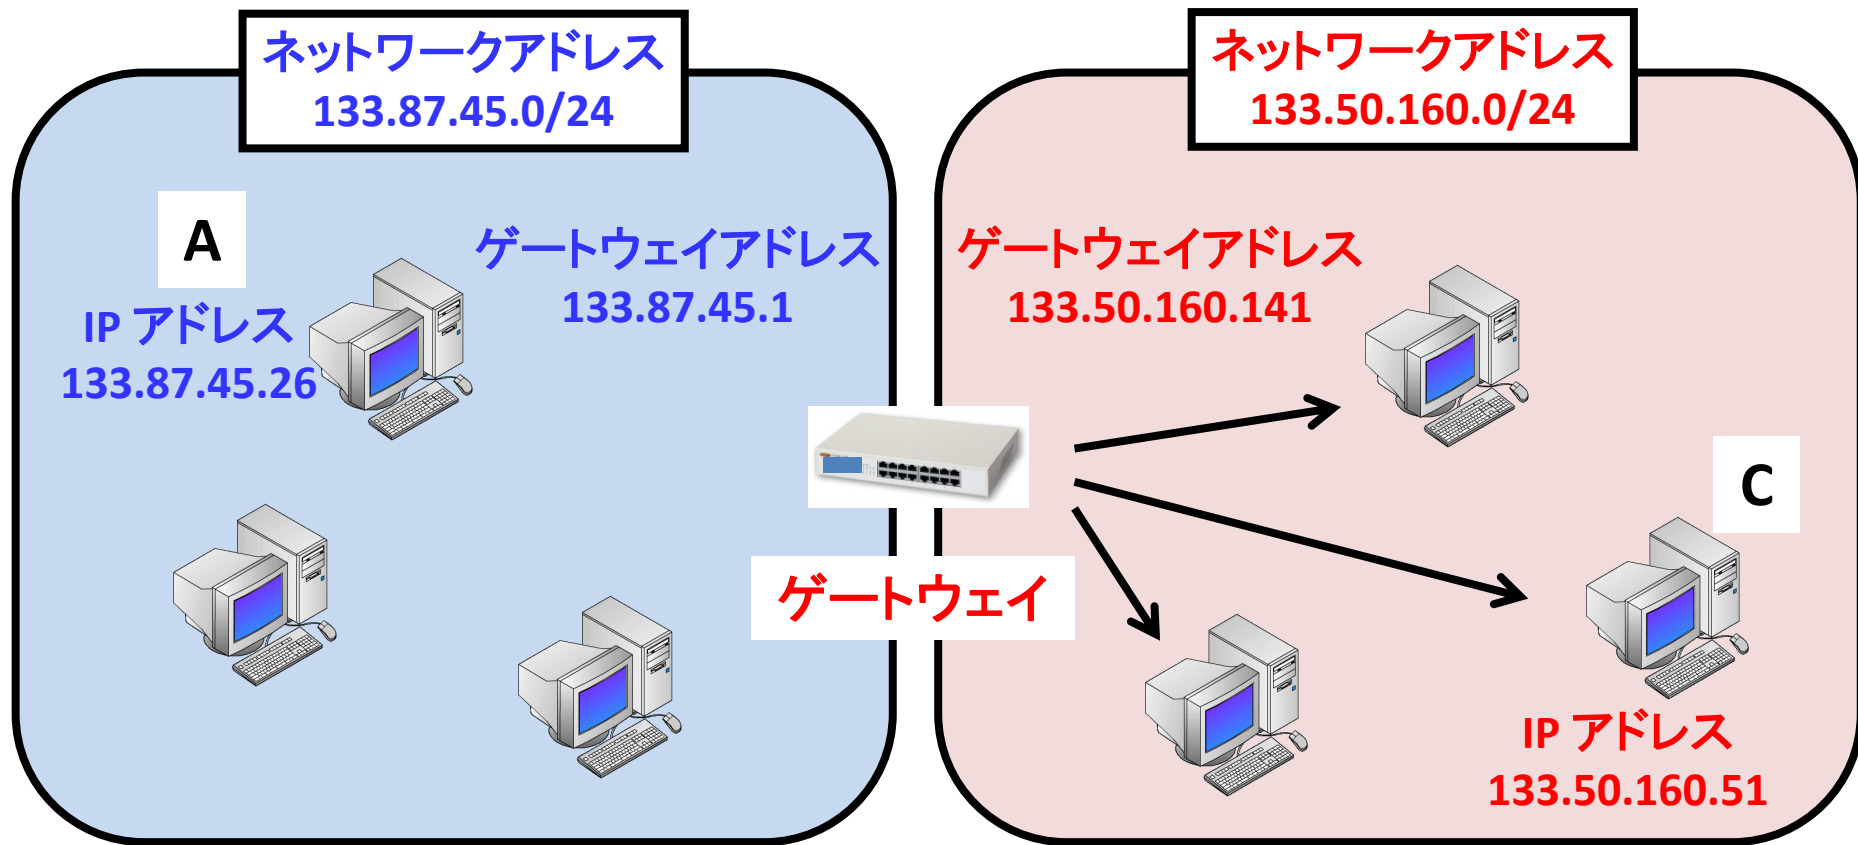 ネットワークアドレス
133.87.45.0/24
ネットワークアドレス
133.50.160.0/24
A
IP アドレス
133.87.45.26
ゲートウェイアドレス
133.87.45.1
ゲートウェイアドレス
133.50.160.141
ゲートウェイ
C
IP アドレス
133.50.160.51